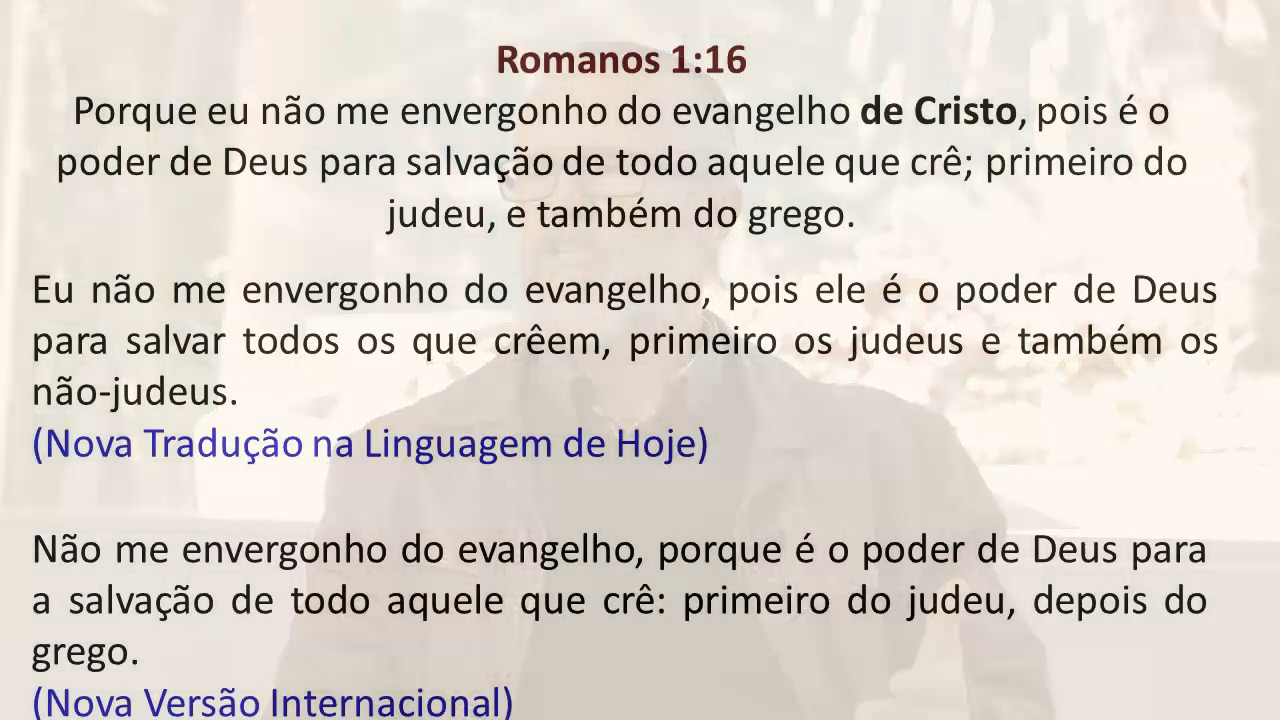 Romanos 1:16
Porque eu não me envergonho do evangelho de Cristo, pois é o
poder de Deus para salvação de todo aquele que crê; primeiro do
judeu, e também do grego.
Eu não me envergonho do evangelho, pois ele é o poder de Deus
para salvar todos os que crêem, primeiro os judeus e também os
não-judeus.
(Nova Tradução na Linguagem de Hoje)
Não me envergonho do evangelho, porque é o poder de Deus para
a salvação de todo aquele que crê: primeiro do judeu, depois do
grego.
(Nova Versão Internacional)